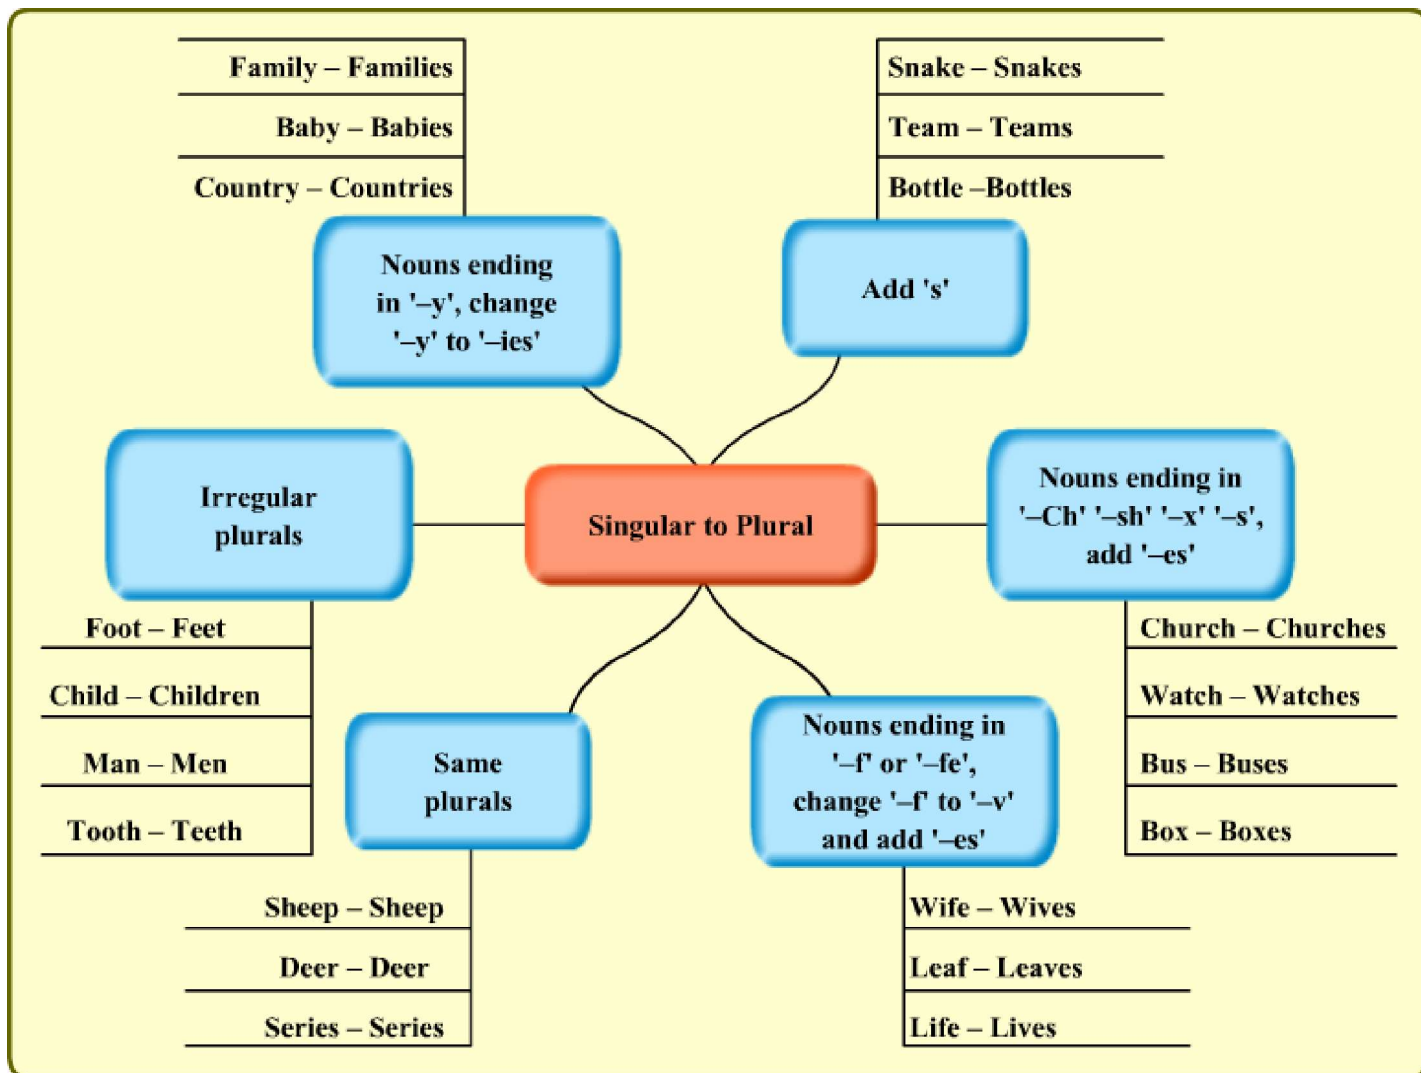 Family – Families
Baby – Babies
Country – Countries
Nouns ending
in '–y', change
'–y' to '–ies'
Snake – Snakes
Team – Teams
Bottle –Bottles
Add 's'
Irregular
plurals
Foot – Feet
Child – Children
Man – Men
Tooth – Teeth
Singular to Plural
Nouns ending in
'–Ch' '–sh' '–x' '–s',
add '–es'
Church – Churches
Watch – Watches
Bus – Buses
Box – Boxes
Same
plurals
Sheep – Sheep
Deer – Deer
Series – Series
Nouns ending in
'–f' or '–fe',
change '–f' to '–v'
and add '–es'
Wife – Wives
Leaf – Leaves
Life – Lives